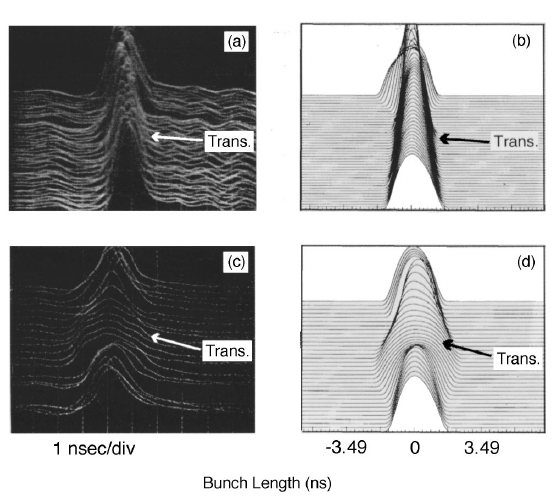 (a)
Trans.
(b)
Trans.
(c)
Trans.
(d)
Trans.
1 nsec/div
-3.49 0 3.49
Bunch Length (ns)